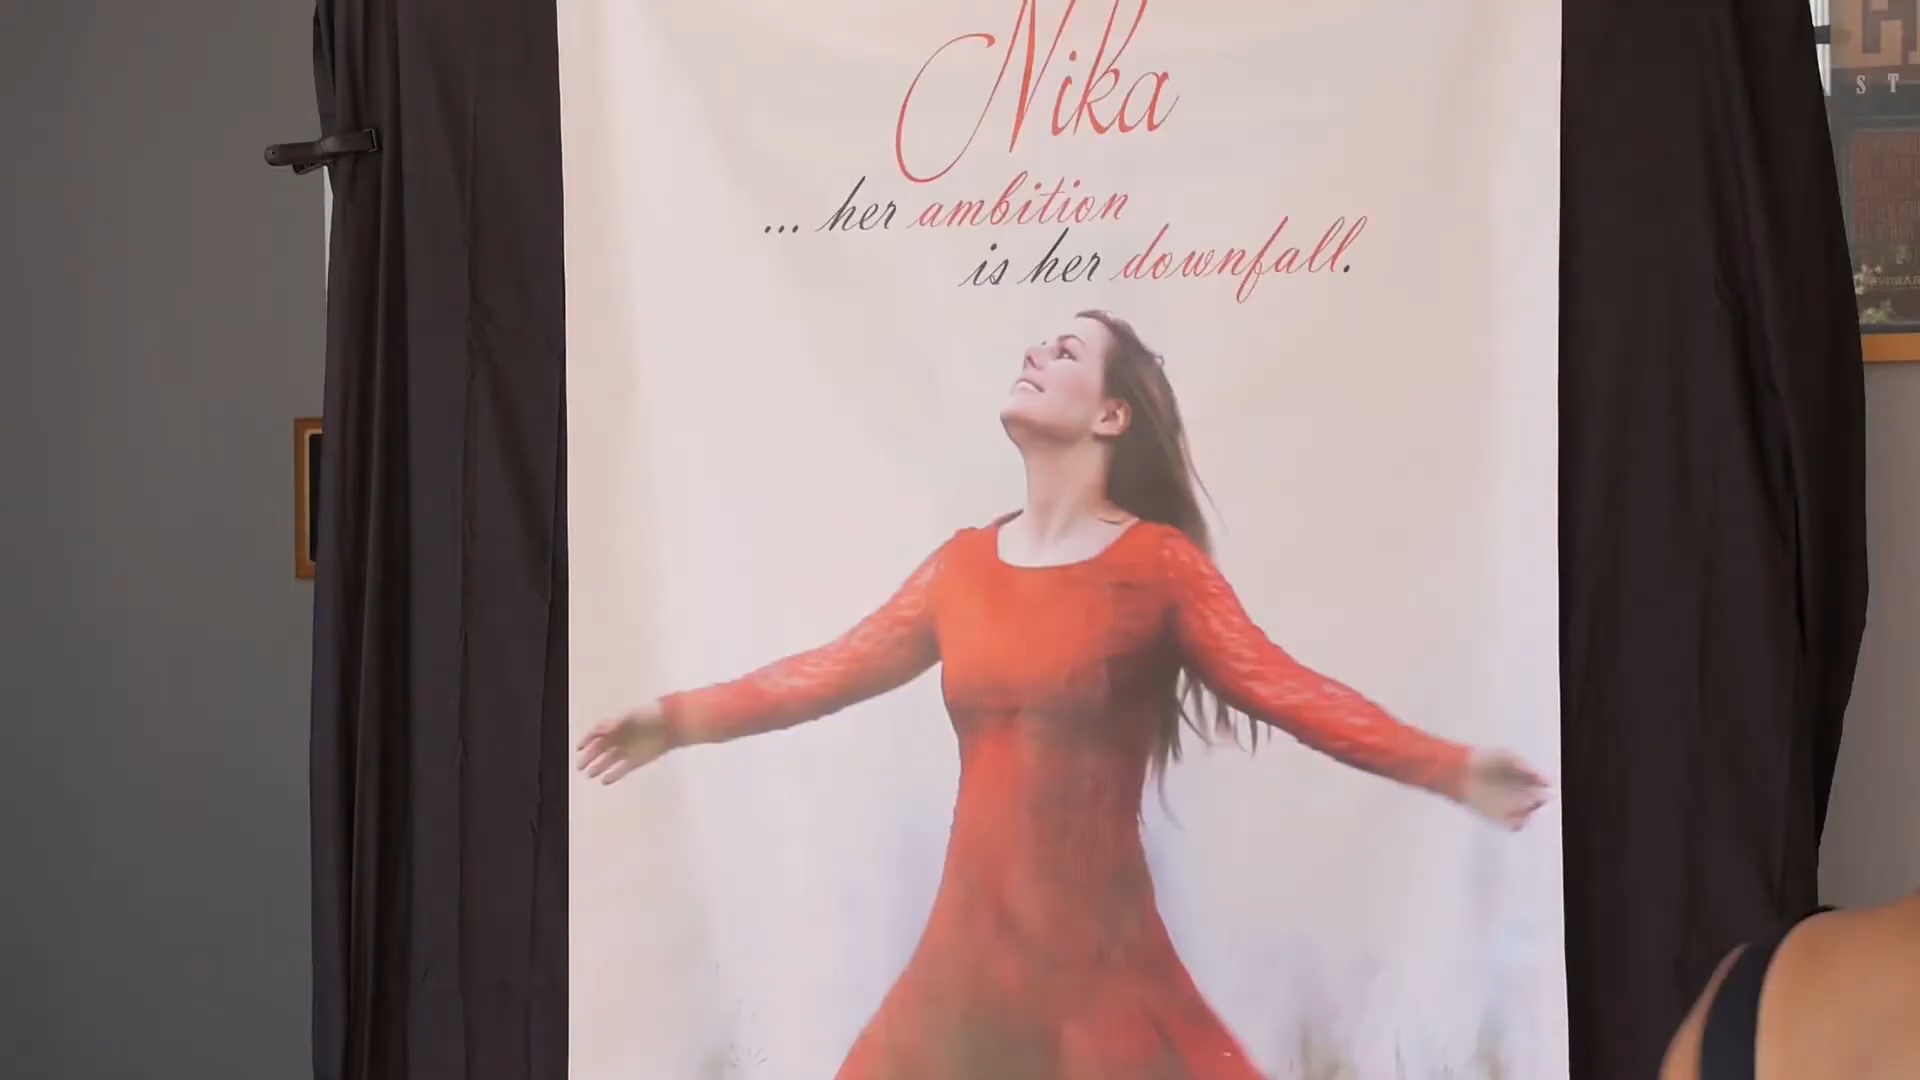 Nika
... her ambition
is her downfall.
S T